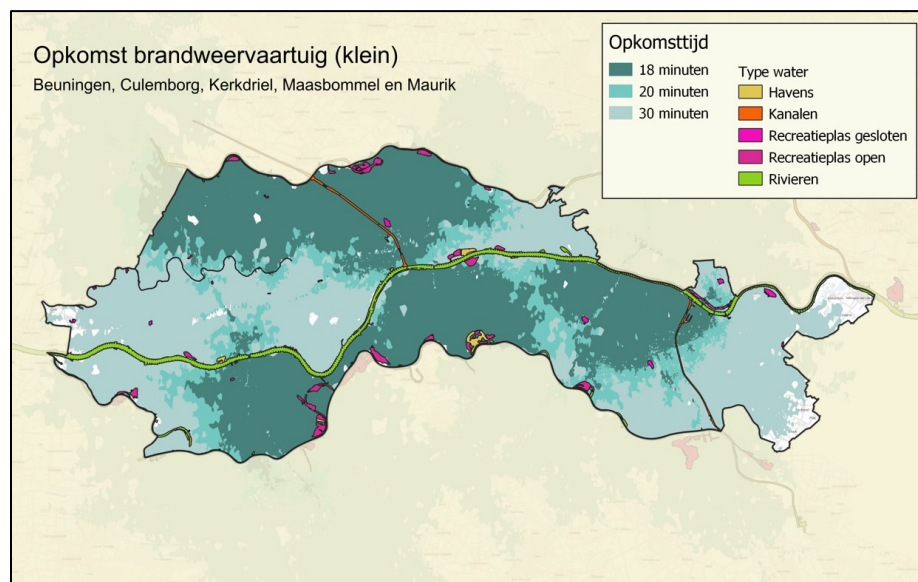 Opkomst brandweervaartuig (klein)
Beuningen, Culemborg, Kerkdriel, Maasbommel en Maurik
Opkomsttijd
18 minuten
20 minuten
30 minuten
Type water
Havens
Kanalen
Recreatieplas gesloten
Recreatieplas open
Rivieren